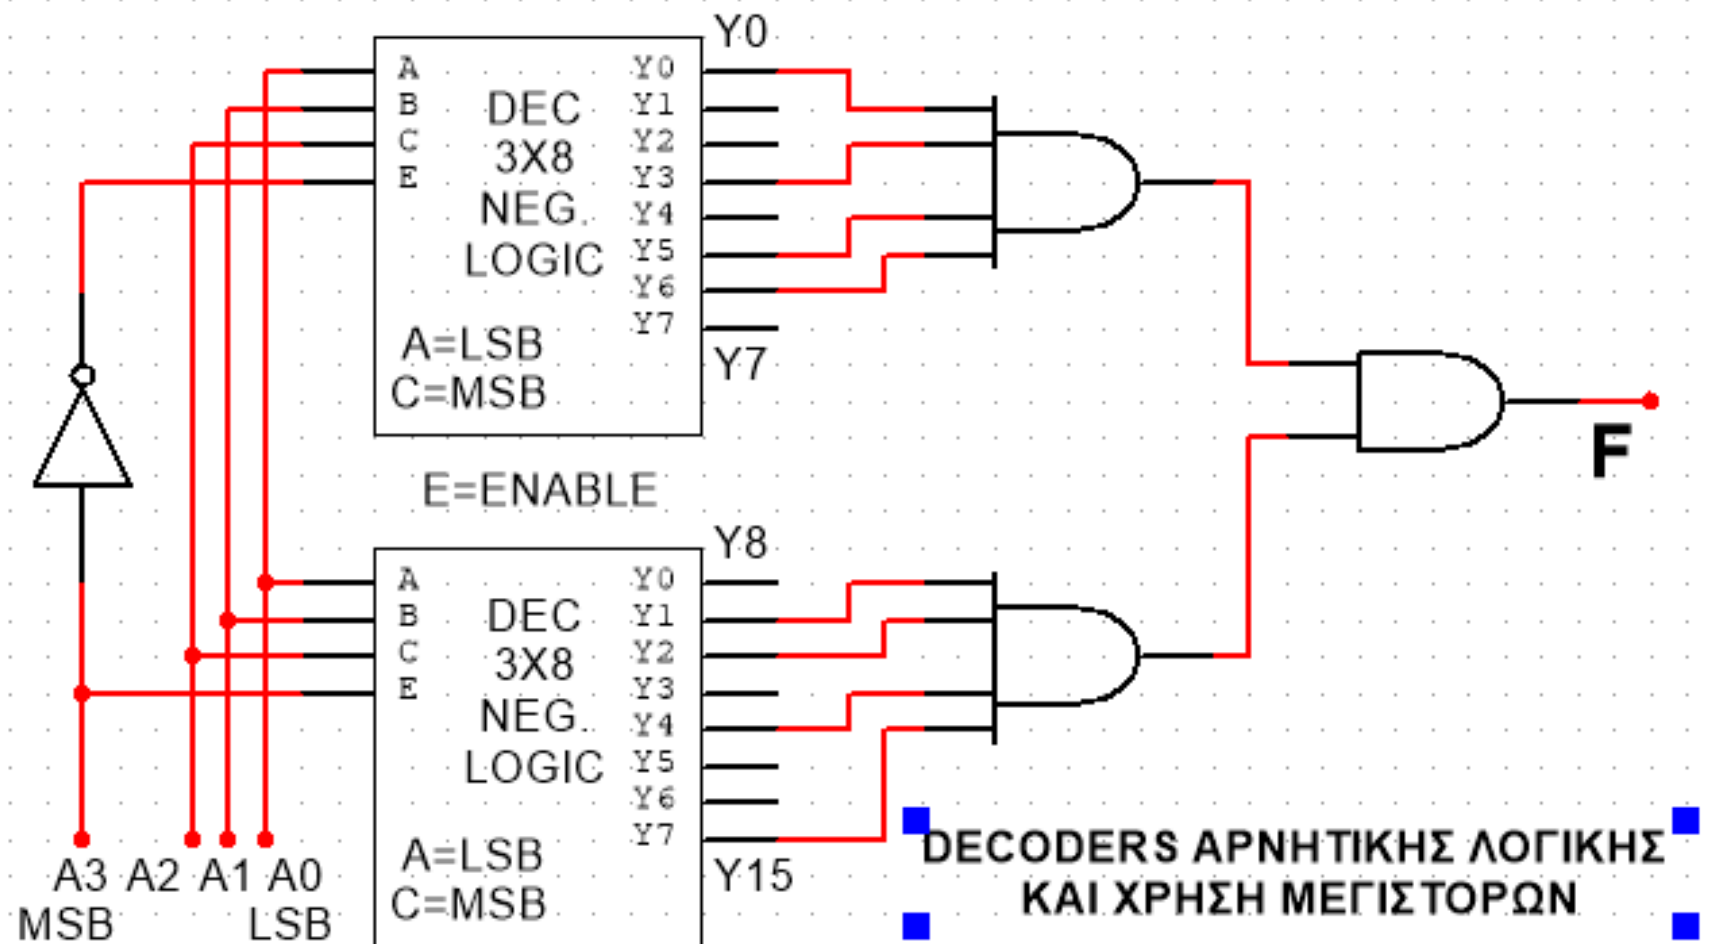 Y0
A
B
C
E
DEC
3X8
NEG.
LOGIC
A=LSB
C=MSB
Y0
Y1
Y2
Y3
Y4
Y5
Y6
Y7
Y7
E=ENABLE
Y8
A
B
C
E
DEC
3X8
NEG.
LOGIC
A=LSB
C=MSB
Y0
Y1
Y2
Y3
Y4
Y5
Y6
Y7
Y15
F
A3 A2 A1 A0
MSB LSB
DECODERS ΑΡΝΗΤΙΚΗΣ ΛΟΓΙΚΗΣ
ΚΑΙ ΧΡΗΣΗ ΜΕΓΙΣΤΟΡΩΝ